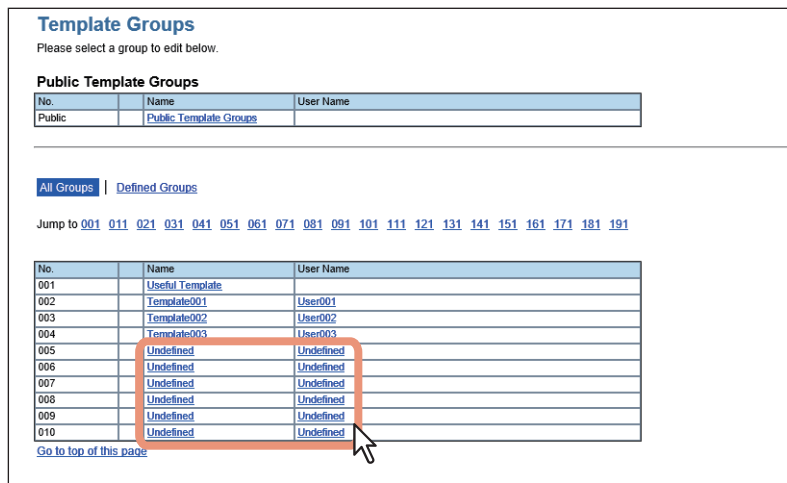 Template Groups
Please select a group to edit below.
Public Template Groups
No. Name User Name
Public Public Template Groups
All Groups | Defined Groups
Jump to 001 011 021 031 041 051 061 071 081 091 101 111 121 131 141 151 161 171 181 191
No. Name User Name
001 Useful Template
002 Template001 User001
003 Template002 User002
004 Template003 User003
005 Undefined Undefined
006 Undefined Undefined
007 Undefined Undefined
008 Undefined Undefined
009 Undefined Undefined
010 Undefined Undefined
Go to top of this page